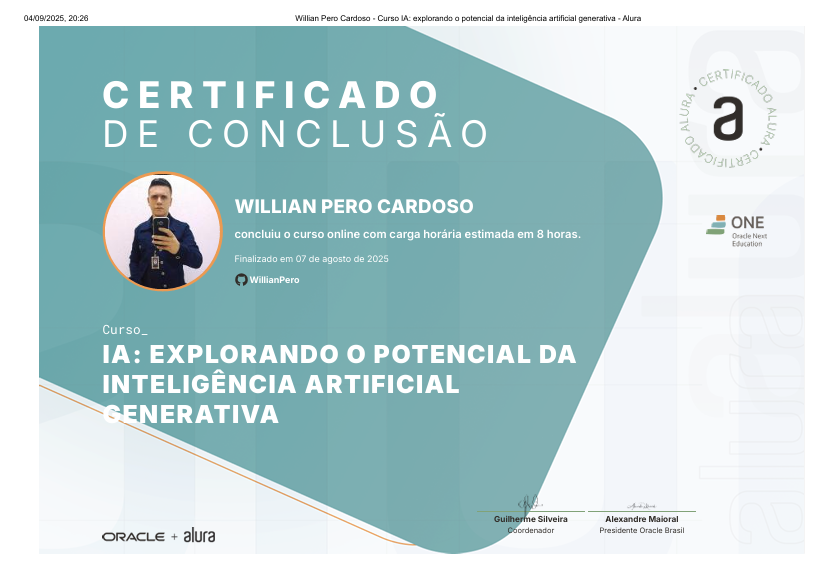 04/09/2025, 20:26
Willian Pero Cardoso - Curso IA: explorando o potencial da inteligência artificial generativa - Alura
CERTIFICADO
DE CONCLUSÃO
ALURA • CERTIFICADO ALURA • CERTIFICADO
a
WILLIAN PERO CARDOSO
concluiu o curso online com carga horária estimada em 8 horas.
Finalizado em 07 de agosto de 2025
WillianPero
ONE
Oracle Next
Education
Curso_
IA: EXPLORANDO O POTENCIAL DA
INTELIGÊNCIA ARTIFICIAL
GENERATIVA
alura
alura
Guilherme Silveira
Coordenador
Alexandre Maioral
Presidente Oracle Brasil
ORACLE + alura